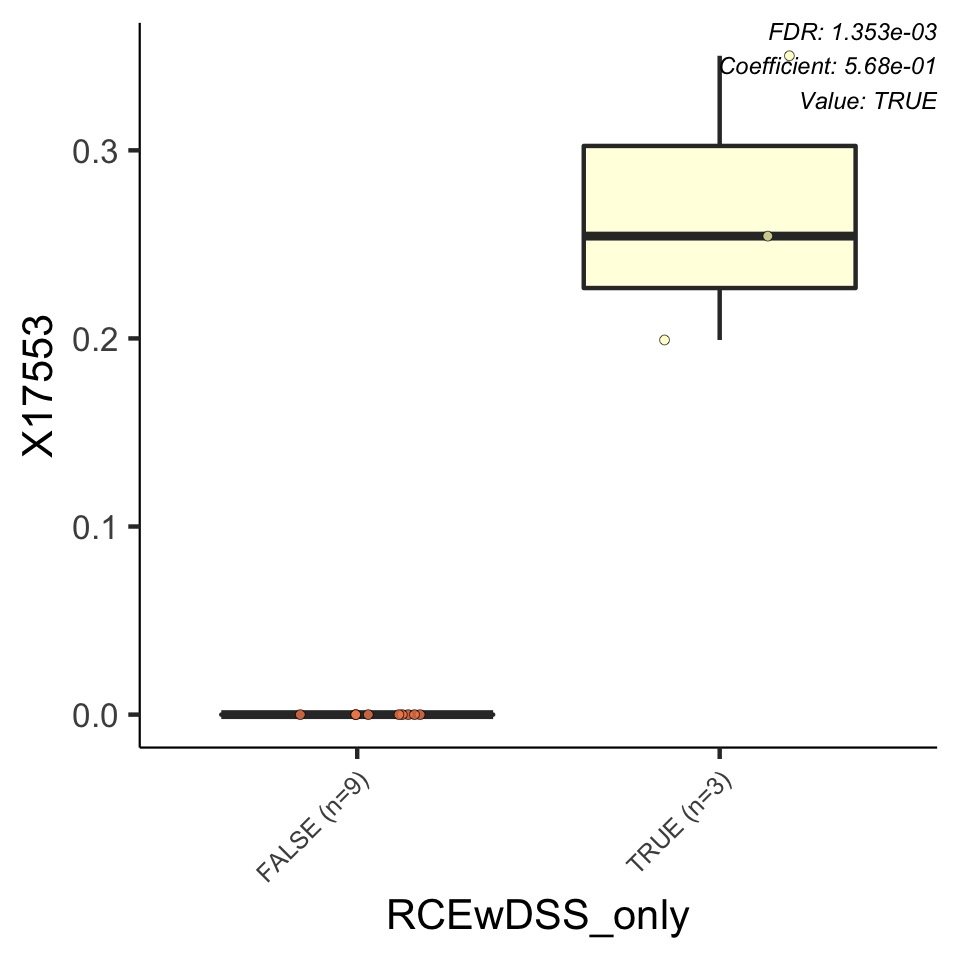 FDR: 1.353e-03
Coefficient: 5.68e-01
Value: TRUE
X17553
0.3
0.2
0.1
0.0
FALSE (n=9)
TRUE (n=3)
RCEwDSS_only